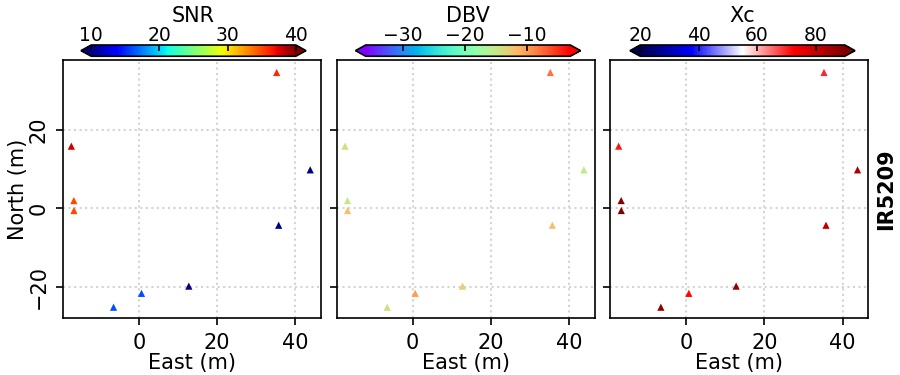 SNR DBV Xc
10 20 30 40 −30 −20 −10 20 40 60 80
20
0
−20
North (m)
IR5209
0 20 40 0 20 40 0 20 40
East (m) East (m) East (m)